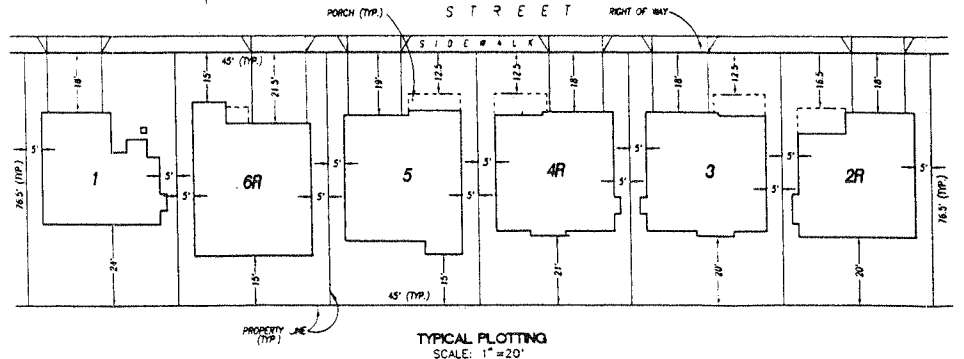 STREET
PORCH (TYP.)
RIGHT OF WAY
SIDEWALK
45' (TYP.)
18'
15'
21.5'
19'
12.5
12.5
18'
18'
12.5
16.5
18'
5'
5'
5'
5'
5'
5'
5'
5'
5'
5'
5'
5'
1
6R
5
4R
3
2R
76.5' (TYP.)
76.5' (TYP.)
24'
15'
15'
21'
20'
20'
45' (TYP.)
PROPERTY LINE
(TYP.)
TYPICAL PLOTTING
SCALE: 1"=20'